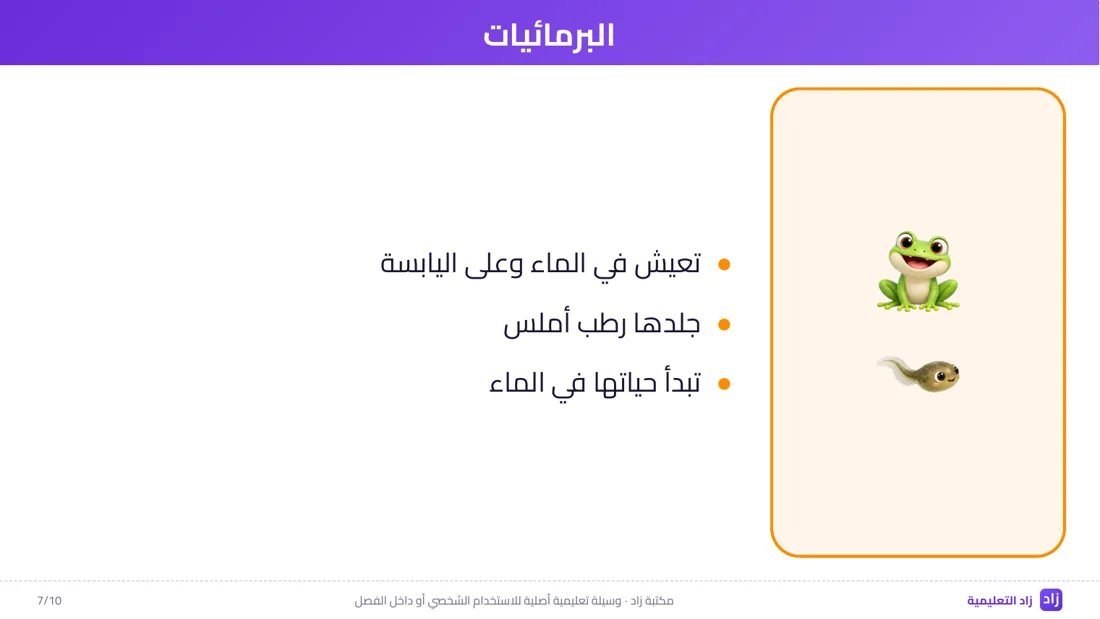 البرمائيات
تعيش في الماء وعلى اليابسة
جلدها رطب أملس
تبدأ حياتها في الماء
زاد
زاد التعليمية
مكتبة زاد · وسيلة تعليمية أصلية للاستخدام الشخصي أو داخل الفصل
7/10